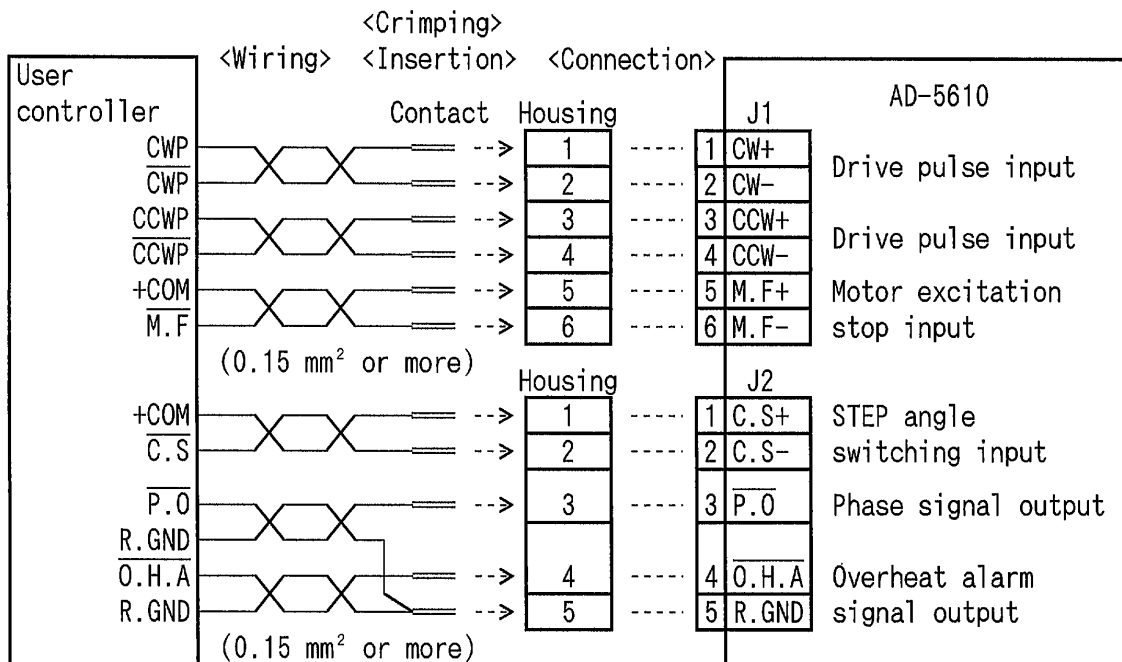 <Crimping>
<Wiring> <Insertion> <Connection>
User
controller
AD-5610
Contact Housing J1
CWP --> 1 ----- 1 CW+ Drive pulse input
C̅W̅P̅ --> 2 ----- 2 CW-
CCWP --> 3 ----- 3 CCW+ Drive pulse input
C̅C̅W̅P̅ --> 4 ----- 4 CCW-
+COM --> 5 ----- 5 M.F+ Motor excitation
M̅.̅F̅ --> 6 ----- 6 M.F- stop input
(0.15 mm² or more)
Housing J2
+COM --> 1 ----- 1 C.S+ STEP angle
C̅.̅S̅ --> 2 ----- 2 C.S- switching input
P̅.̅O̅ --> 3 ----- 3 P̅.̅O̅ Phase signal output
R.GND
O̅.̅H̅.̅A̅ --> 4 ----- 4 O̅.̅H̅.̅A̅ Overheat alarm
R.GND --> 5 ----- 5 R.GND signal output
(0.15 mm² or more)